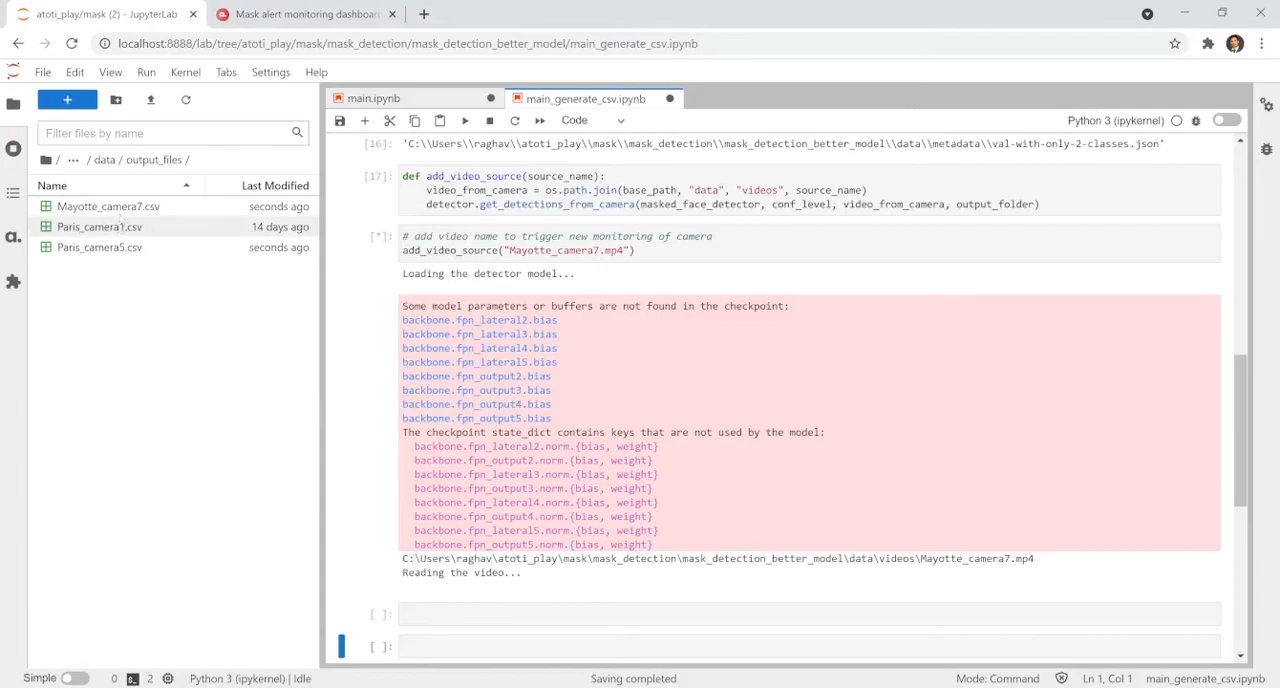 atoti_play/mask (2) - JupyterLab
Mask alert monitoring dashboar
localhost:8888/lab/tree/atoti_play/mask/mask_detection/mask_detection_better_model/main_generate_csv.ipynb
File Edit View Run Kernel Tabs Settings Help
main.ipynb
main_generate_csv.ipynb
Code
Python 3 (ipykernel)
Filter files by name
/ ··· / data / output_files /
Name Last Modified
Mayotte_camera7.csv seconds ago
Paris_camera1.csv 14 days ago
Paris_camera5.csv seconds ago
[16]: 'C:\\Users\\raghav\\atoti_play\\mask\\mask_detection\\mask_detection_better_model\\data\\metadata\\val-with-only-2-classes.json'
[17]: def add_video_source(source_name):
video_from_camera = os.path.join(base_path, "data", "videos", source_name)
detector.get_detections_from_camera(masked_face_detector, conf_level, video_from_camera, output_folder)
[*]: # add video name to trigger new monitoring of camera
add_video_source("Mayotte_camera7.mp4")
Loading the detector model...
Some model parameters or buffers are not found in the checkpoint:
backbone.fpn_lateral2.bias
backbone.fpn_lateral3.bias
backbone.fpn_lateral4.bias
backbone.fpn_lateral5.bias
backbone.fpn_output2.bias
backbone.fpn_output3.bias
backbone.fpn_output4.bias
backbone.fpn_output5.bias
The checkpoint state_dict contains keys that are not used by the model:
backbone.fpn_lateral2.norm.{bias, weight}
backbone.fpn_output2.norm.{bias, weight}
backbone.fpn_lateral3.norm.{bias, weight}
backbone.fpn_output3.norm.{bias, weight}
backbone.fpn_lateral4.norm.{bias, weight}
backbone.fpn_output4.norm.{bias, weight}
backbone.fpn_lateral5.norm.{bias, weight}
backbone.fpn_output5.norm.{bias, weight}
C:\Users\raghav\atoti_play\mask\mask_detection\mask_detection_better_model\data\videos\Mayotte_camera7.mp4
Reading the video...
[ ]:
[ ]:
Simple 0 2 Python 3 (ipykernel) | Idle Saving completed Mode: Command Ln 1, Col 1 main_generate_csv.ipynb